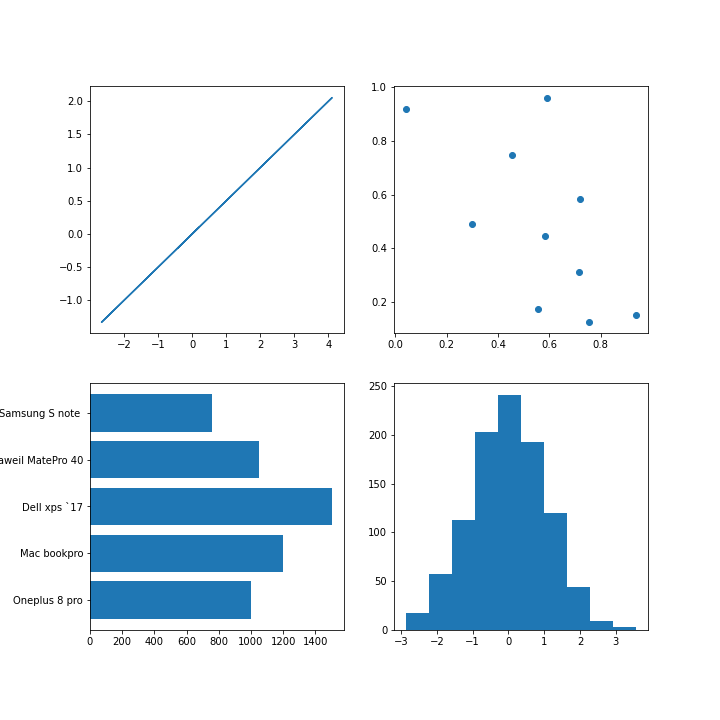 2.0
1.5
1.0
0.5
0.0
−0.5
−1.0
−2 −1 0 1 2 3 4
1.0
0.8
0.6
0.4
0.2
0.0 0.2 0.4 0.6 0.8
Samsung S note
aweil MatePro 40
Dell xps `17
Mac bookpro
Oneplus 8 pro
0 200 400 600 800 1000 1200 1400
250
200
150
100
50
0
−3 −2 −1 0 1 2 3